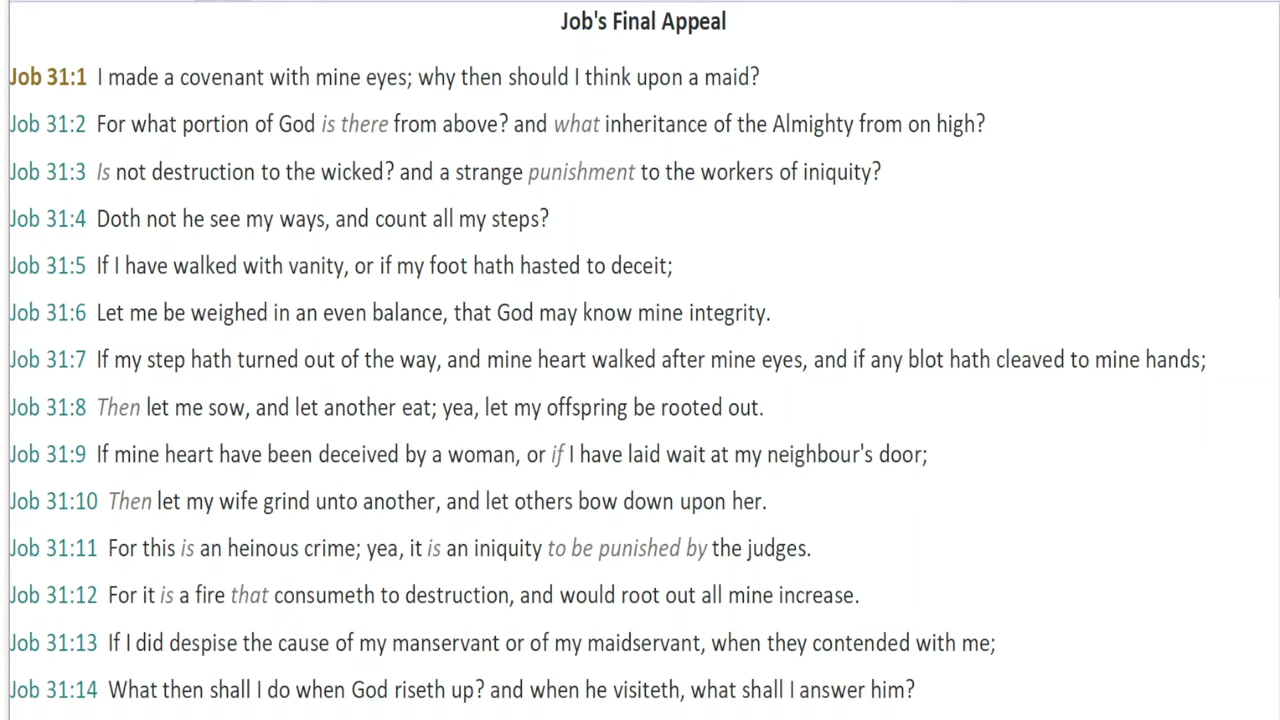 Job's Final Appeal
Job 31:1 I made a covenant with mine eyes; why then should I think upon a maid?
Job 31:2 For what portion of God is there from above? and what inheritance of the Almighty from on high?
Job 31:3 Is not destruction to the wicked? and a strange punishment to the workers of iniquity?
Job 31:4 Doth not he see my ways, and count all my steps?
Job 31:5 If I have walked with vanity, or if my foot hath hasted to deceit;
Job 31:6 Let me be weighed in an even balance, that God may know mine integrity.
Job 31:7 If my step hath turned out of the way, and mine heart walked after mine eyes, and if any blot hath cleaved to mine hands;
Job 31:8 Then let me sow, and let another eat; yea, let my offspring be rooted out.
Job 31:9 If mine heart have been deceived by a woman, or if I have laid wait at my neighbour's door;
Job 31:10 Then let my wife grind unto another, and let others bow down upon her.
Job 31:11 For this is an heinous crime; yea, it is an iniquity to be punished by the judges.
Job 31:12 For it is a fire that consumeth to destruction, and would root out all mine increase.
Job 31:13 If I did despise the cause of my manservant or of my maidservant, when they contended with me;
Job 31:14 What then shall I do when God riseth up? and when he visiteth, what shall I answer him?